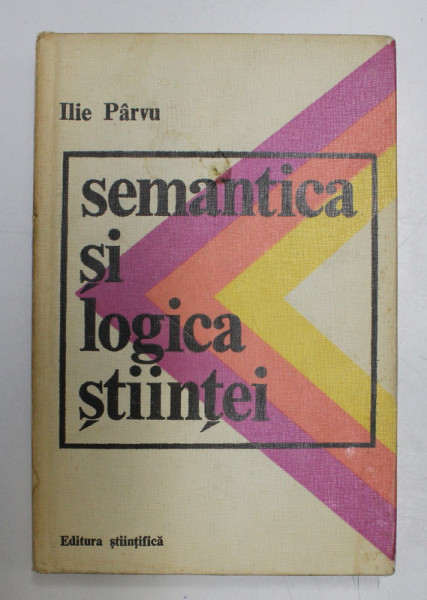 Ilie Pârvu
semantica
și
logica
științei
Editura științifică